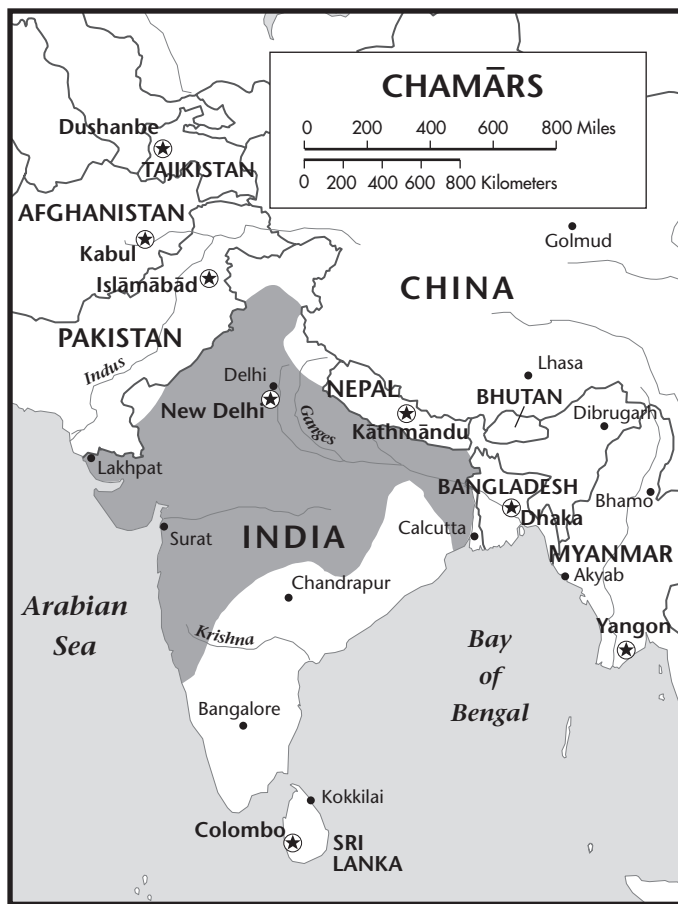 CHAMĀRS
0 200 400 600 800 Miles
0 200 400 600 800 Kilometers
Dushanbe
TAJIKISTAN
AFGHANISTAN
Kabul
Islāmābād
Golmud
CHINA
PAKISTAN
Indus
Delhi
New Delhi
Ganges
NEPAL
Kāthmāndu
Lhasa
BHUTAN
Dibrugarh
Lakhpat
BANGLADESH
Dhaka
Bhamo
Surat
INDIA
Calcutta
MYANMAR
Chandrapur
Akyab
Arabian
Sea
Krishna
Yangon
Bay
of
Bengal
Bangalore
Kokkilai
Colombo
SRI
LANKA